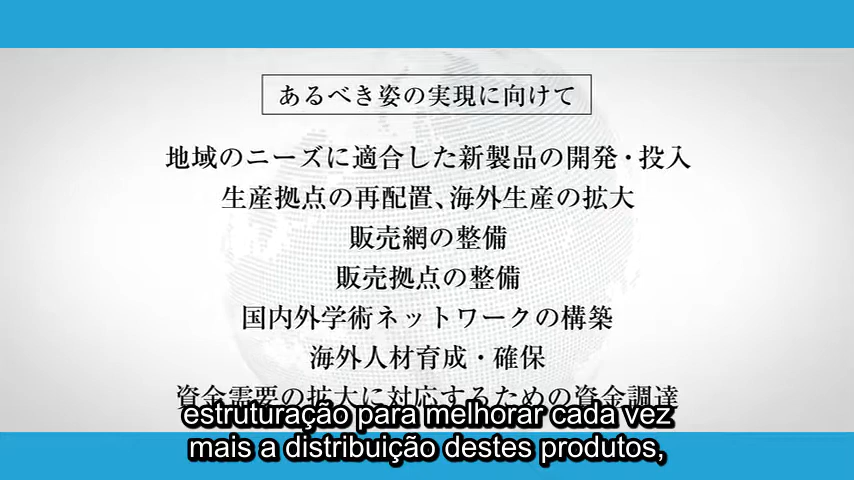 あるべき姿の実現に向けて
地域のニーズに適合した新製品の開発・投入
生産拠点の再配置、海外生産の拡大
販売網の整備
販売拠点の整備
国内外学術ネットワークの構築
海外人材育成・確保
資金需要の拡大に対応するための資金調達
estruturação para melhorar cada vez
mais a distribuição destes produtos,